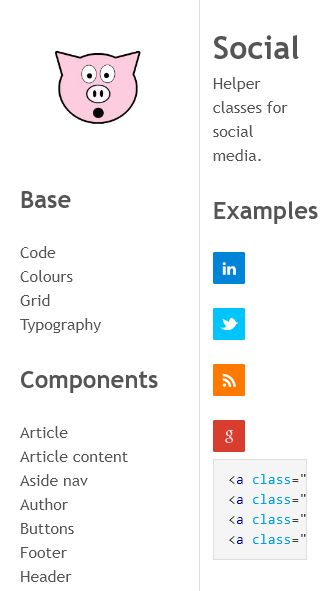 Base
Code
Colours
Grid
Typography
Components
Article
Article content
Aside nav
Author
Buttons
Footer
Header
Social
Helper
classes for
social
media.
Examples
in
g
<a class="
<a class="
<a class="
<a class="